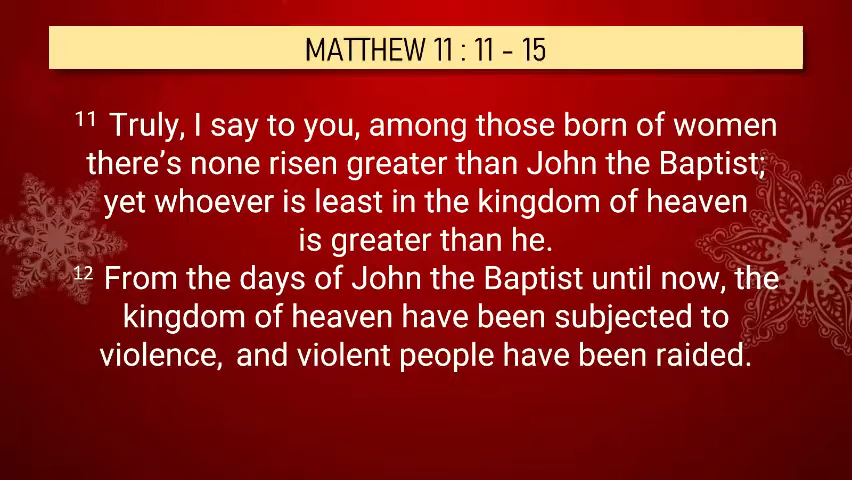 MATTHEW 11 : 11 - 15
11 Truly, I say to you, among those born of women
there's none risen greater than John the Baptist;
yet whoever is least in the kingdom of heaven
is greater than he.
12 From the days of John the Baptist until now, the
kingdom of heaven have been subjected to
violence, and violent people have been raided.